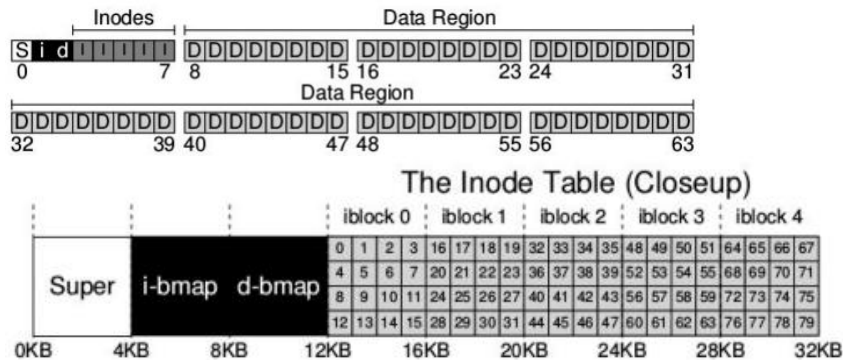 Inodes Data Region
S i d I I I I I D D D D D D D D D D D D D D D D D D D D D D D D
0 7 8 15 16 23 24 31
Data Region
D D D D D D D D D D D D D D D D D D D D D D D D D D D D D D D D
32 39 40 47 48 55 56 63
The Inode Table (Closeup)
iblock 0 iblock 1 iblock 2 iblock 3 iblock 4
0 1 2 3 16 17 18 19 32 33 34 35 48 49 50 51 64 65 66 67
4 5 6 7 20 21 22 23 36 37 38 39 52 53 54 55 68 69 70 71
Super i-bmap d-bmap
8 9 10 11 24 25 26 27 40 41 42 43 56 57 58 59 72 73 74 75
12 13 14 15 28 29 30 31 44 45 46 47 60 61 62 63 76 77 78 79
0KB 4KB 8KB 12KB 16KB 20KB 24KB 28KB 32KB